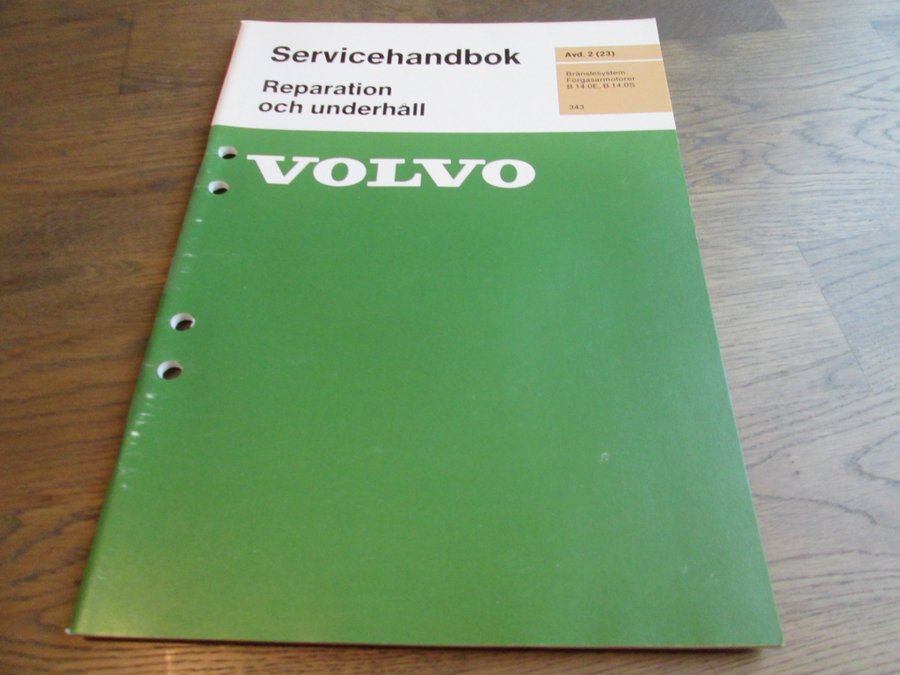 Servicehandbok
Reparation
och underhåll
Avd. 2 (23)
Bränslesystem
Förgasarmotorer
B 14.0E, B 14.0S
343
VOLVO